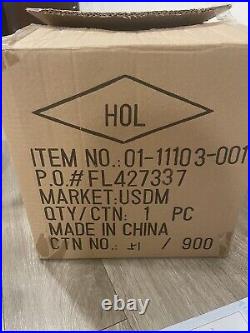 HOL
ITEM NO.:01-11103-001
P.O.#FL427337
MARKET:USDM
QTY/CTN: 1 PC
MADE IN CHINA
CTN NO.: / 900